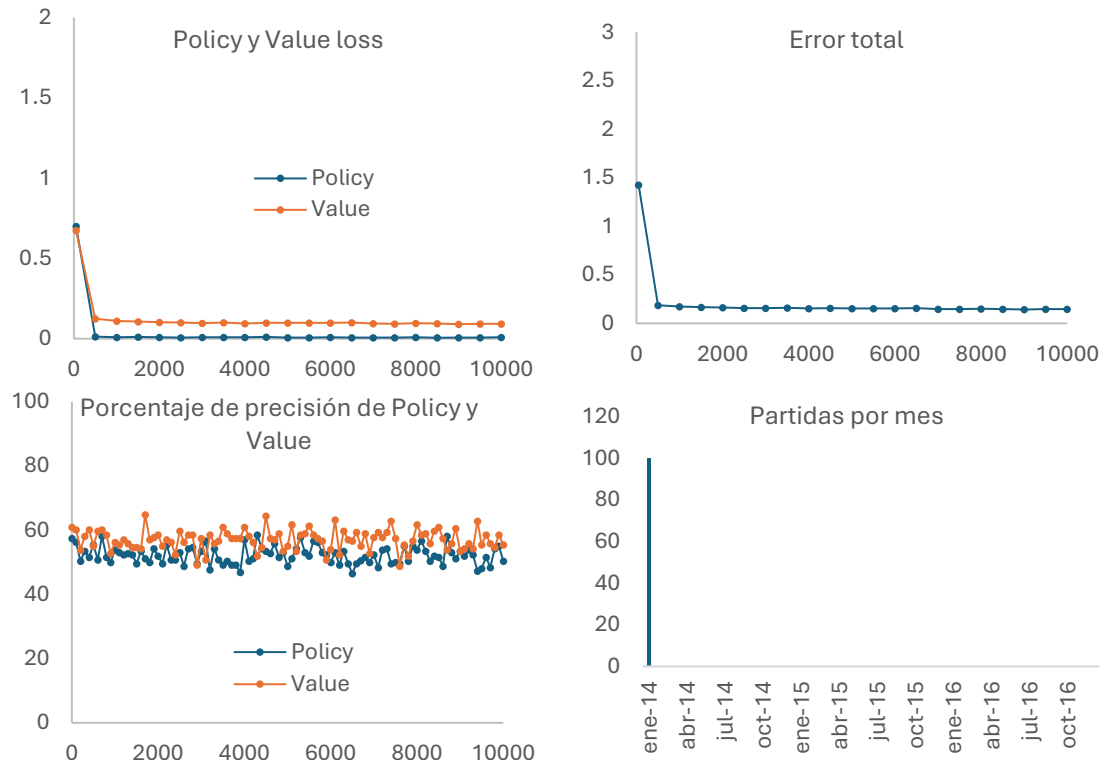 Policy y Value loss
2
1.5
1
0.5
0
Policy
Value
0 2000 4000 6000 8000 10000
Error total
3
2.5
2
1.5
1
0.5
0
0 2000 4000 6000 8000 10000
Porcentaje de precisión de Policy y
Value
100
80
60
40
20
0
Policy
Value
0 2000 4000 6000 8000 10000
Partidas por mes
120
100
80
60
40
20
0
ene-14
abr-14
jul-14
oct-14
ene-15
abr-15
jul-15
oct-15
ene-16
abr-16
jul-16
oct-16